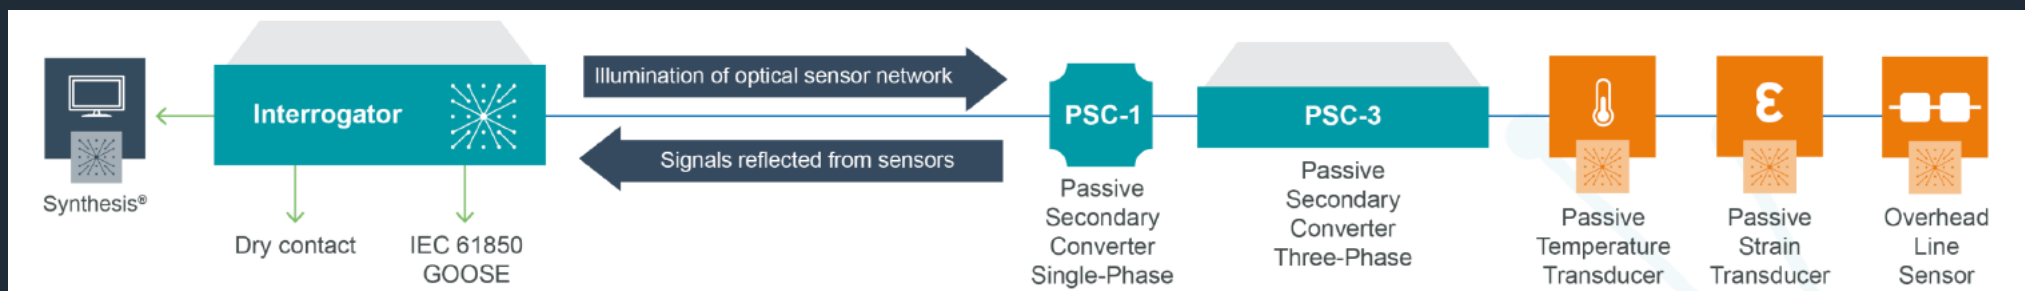 Synthesis®
Interrogator
Dry contact
IEC 61850
GOOSE
Illumination of optical sensor network
Signals reflected from sensors
PSC-1
Passive
Secondary
Converter
Single-Phase
PSC-3
Passive
Secondary
Converter
Three-Phase
Passive
Temperature
Transducer
ε
Passive
Strain
Transducer
Overhead
Line
Sensor